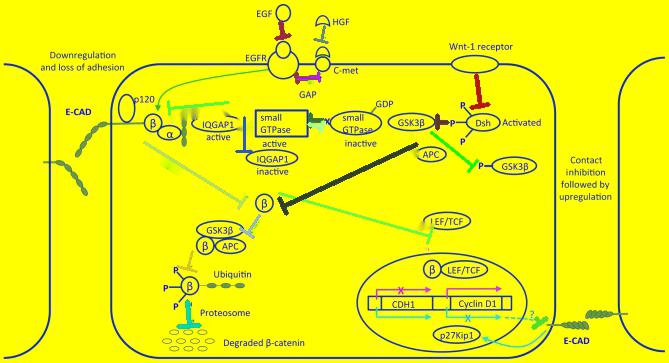 EGF
HGF
EGFR
C-met
GAP
Wnt-1 receptor
Downregulation
and loss of adhesion
E-CAD
p120
β
α
IQGAP1
active
small
GTPase
active
IQGAP1
inactive
x
small
GTPase
inactive
GDP
GSK3β
P
P
P
Dsh
Activated
APC
P
GSK3β
Contact
inhibition
followed by
upregulation
β
GSK3β
β
APC
LEF/TCF
P
P
P
β
Ubiquitin
Proteosome
Degraded β-catenin
β
LEF/TCF
X
CDH1
Cyclin D1
X
?
p27Kip1
E-CAD